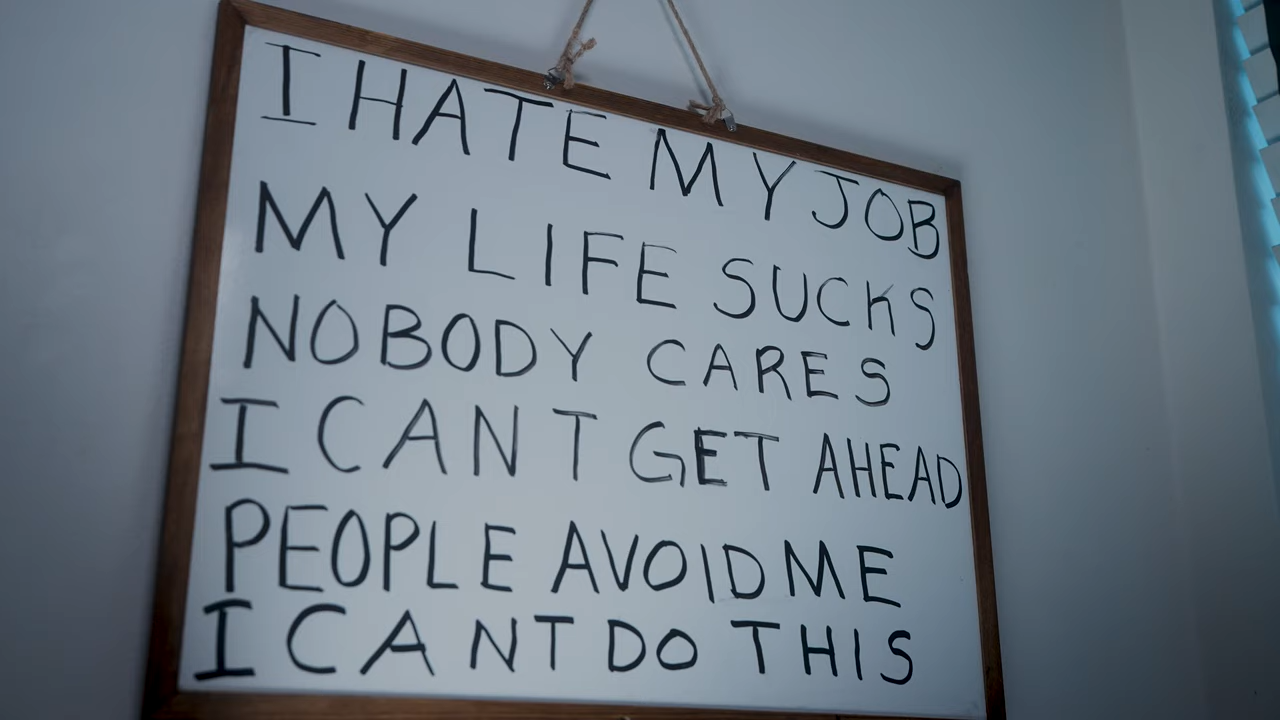 I HATE MY JOB
MY LIFE SUCKS
NOBODY CARES
I CANT GET AHEAD
PEOPLE AVOID ME
I CANT DO THIS